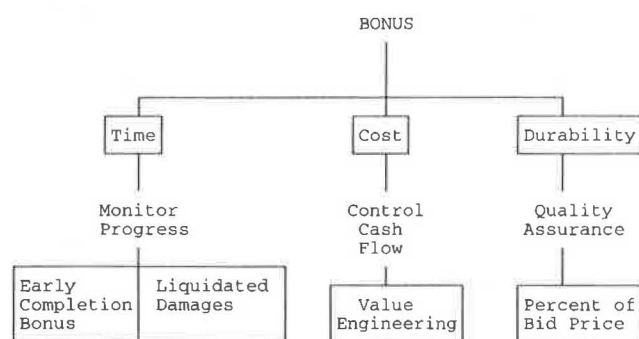 BONUS
Time
Cost
Durability
Monitor
Progress
Control
Cash
Flow
Quality
Assurance
Early
Completion
Bonus
Liquidated
Damages
Value
Engineering
Percent of
Bid Price